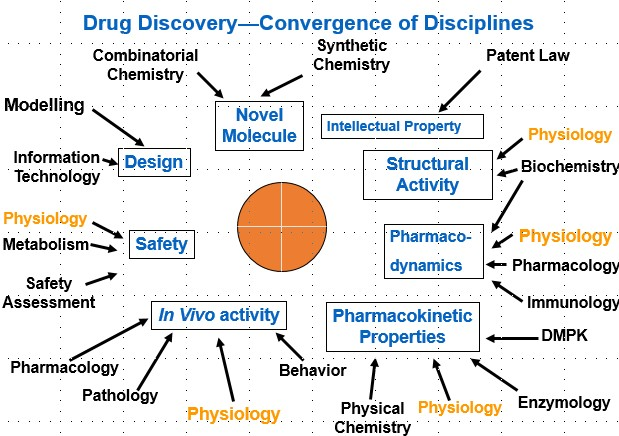 Drug Discovery—Convergence of Disciplines
Combinatorial
Chemistry
Synthetic
Chemistry
Patent Law
Modelling
Novel
Molecule
Intellectual Property
Physiology
Information
Technology
Design
Structural
Activity
Biochemistry
Physiology
Metabolism
Safety
Pharmaco-
dynamics
Physiology
Pharmacology
Safety
Assessment
Immunology
In Vivo activity
Pharmacokinetic
Properties
DMPK
Pharmacology
Behavior
Pathology
Physiology
Physical
Chemistry
Physiology
Enzymology